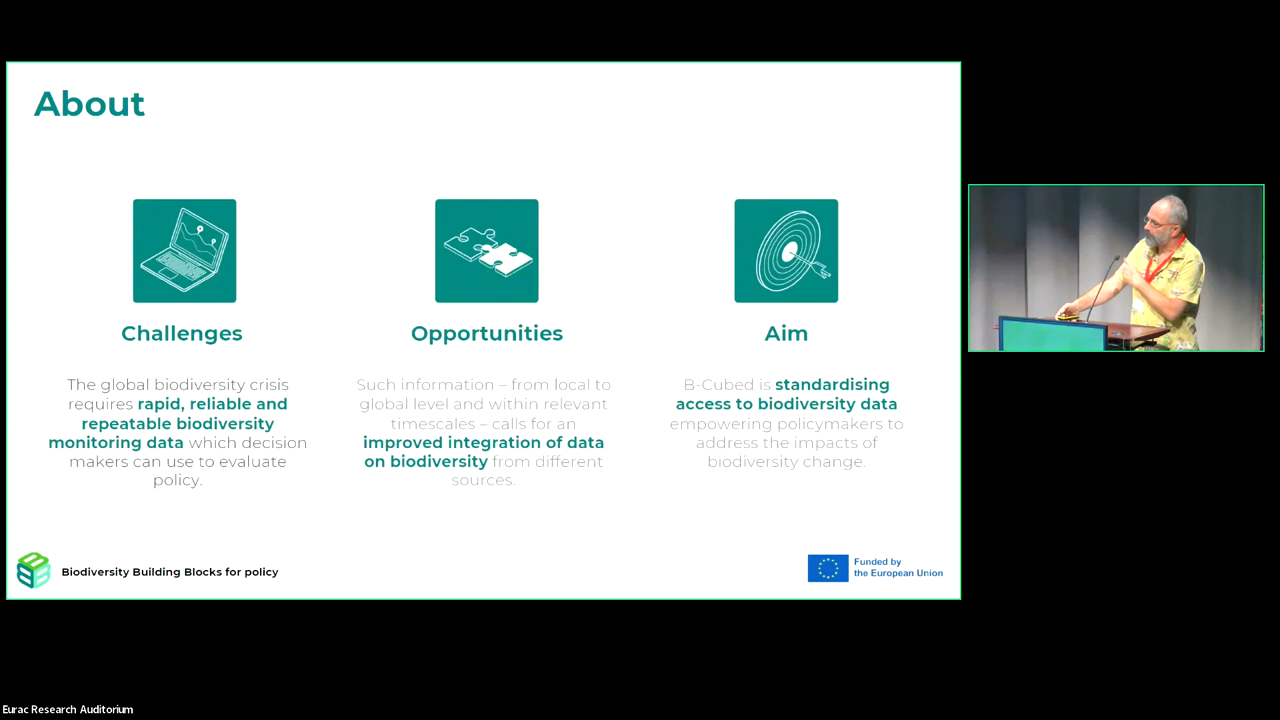 About
Challenges
The global biodiversity crisis
requires rapid, reliable and
repeatable biodiversity
monitoring data which decision
makers can use to evaluate
policy.
Opportunities
Such information – from local to
global level and within relevant
timescales – calls for an
improved integration of data
on biodiversity from different
sources.
Aim
B-Cubed is standardising
access to biodiversity data
empowering policymakers to
address the impacts of
biodiversity change.
Biodiversity Building Blocks for policy
Funded by
the European Union
Eurac Research Auditorium